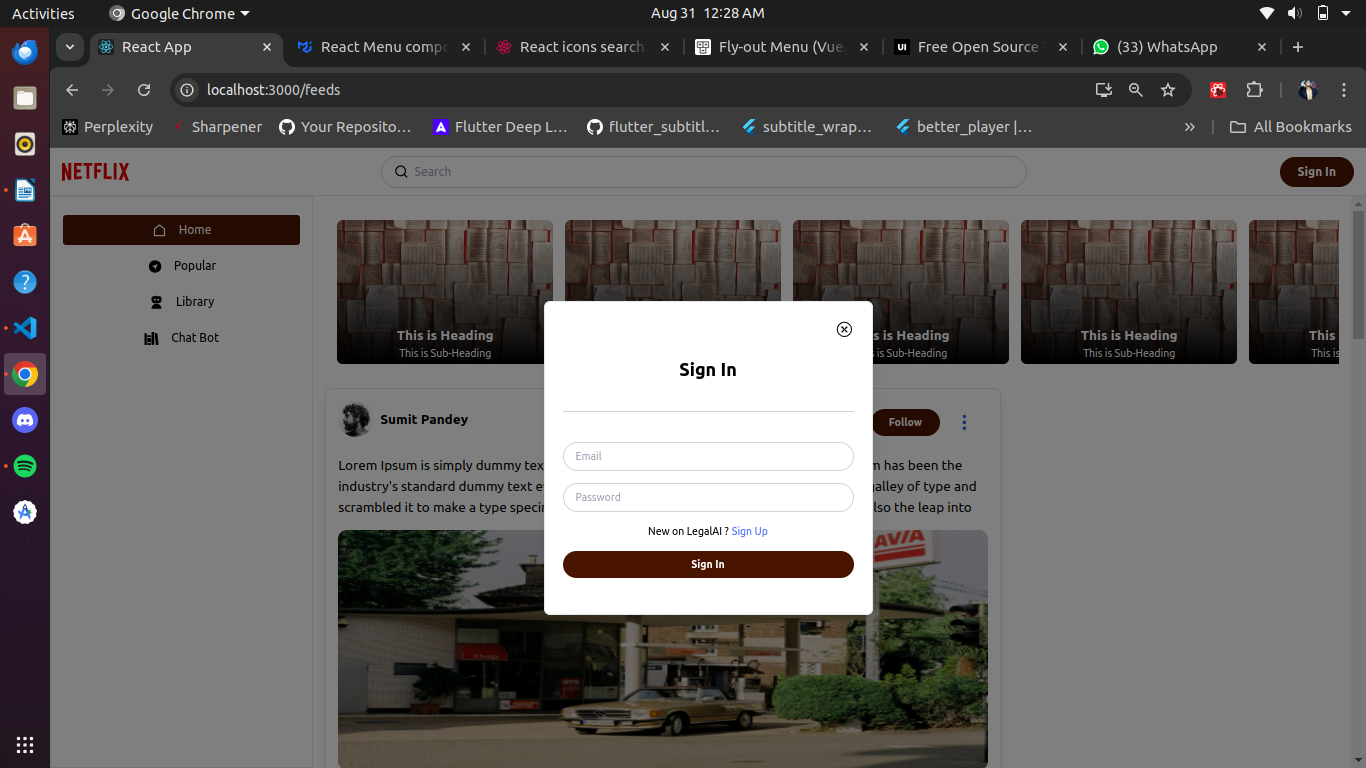 Activities
Google Chrome
Aug 31 12:28 AM
React App
React Menu compo
React icons search
Fly-out Menu (Vue.
Free Open Source
(33) WhatsApp
localhost:3000/feeds
Perplexity
Sharpener
Your Reposito...
Flutter Deep L...
flutter_subtitl...
subtitle_wrap...
better_player |...
All Bookmarks
NETFLIX
Search
Sign In
Home
Popular
Library
Chat Bot
This is Heading
This is Sub-Heading
s is Heading
is Sub-Heading
This is Heading
This is Sub-Heading
This is
This is
Sumit Pandey
Follow
Lorem Ipsum is simply dummy tex
m has been the
industry's standard dummy text e
galley of type and
scrambled it to make a type speci
lso the leap into
AVIA
Shop
Sign In
Email
Password
New on LegalAI ? Sign Up
Sign In